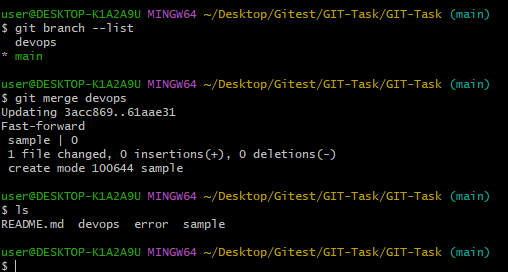 user@DESKTOP-K1A2A9U MINGW64 ~/Desktop/Gitest/GIT-Task/GIT-Task (main)
$ git branch --list
  devops
* main

user@DESKTOP-K1A2A9U MINGW64 ~/Desktop/Gitest/GIT-Task/GIT-Task (main)
$ git merge devops
Updating 3acc869..61aae31
Fast-forward
 sample | 0
 1 file changed, 0 insertions(+), 0 deletions(-)
 create mode 100644 sample

user@DESKTOP-K1A2A9U MINGW64 ~/Desktop/Gitest/GIT-Task/GIT-Task (main)
$ ls
README.md  devops  error  sample

user@DESKTOP-K1A2A9U MINGW64 ~/Desktop/Gitest/GIT-Task/GIT-Task (main)
$